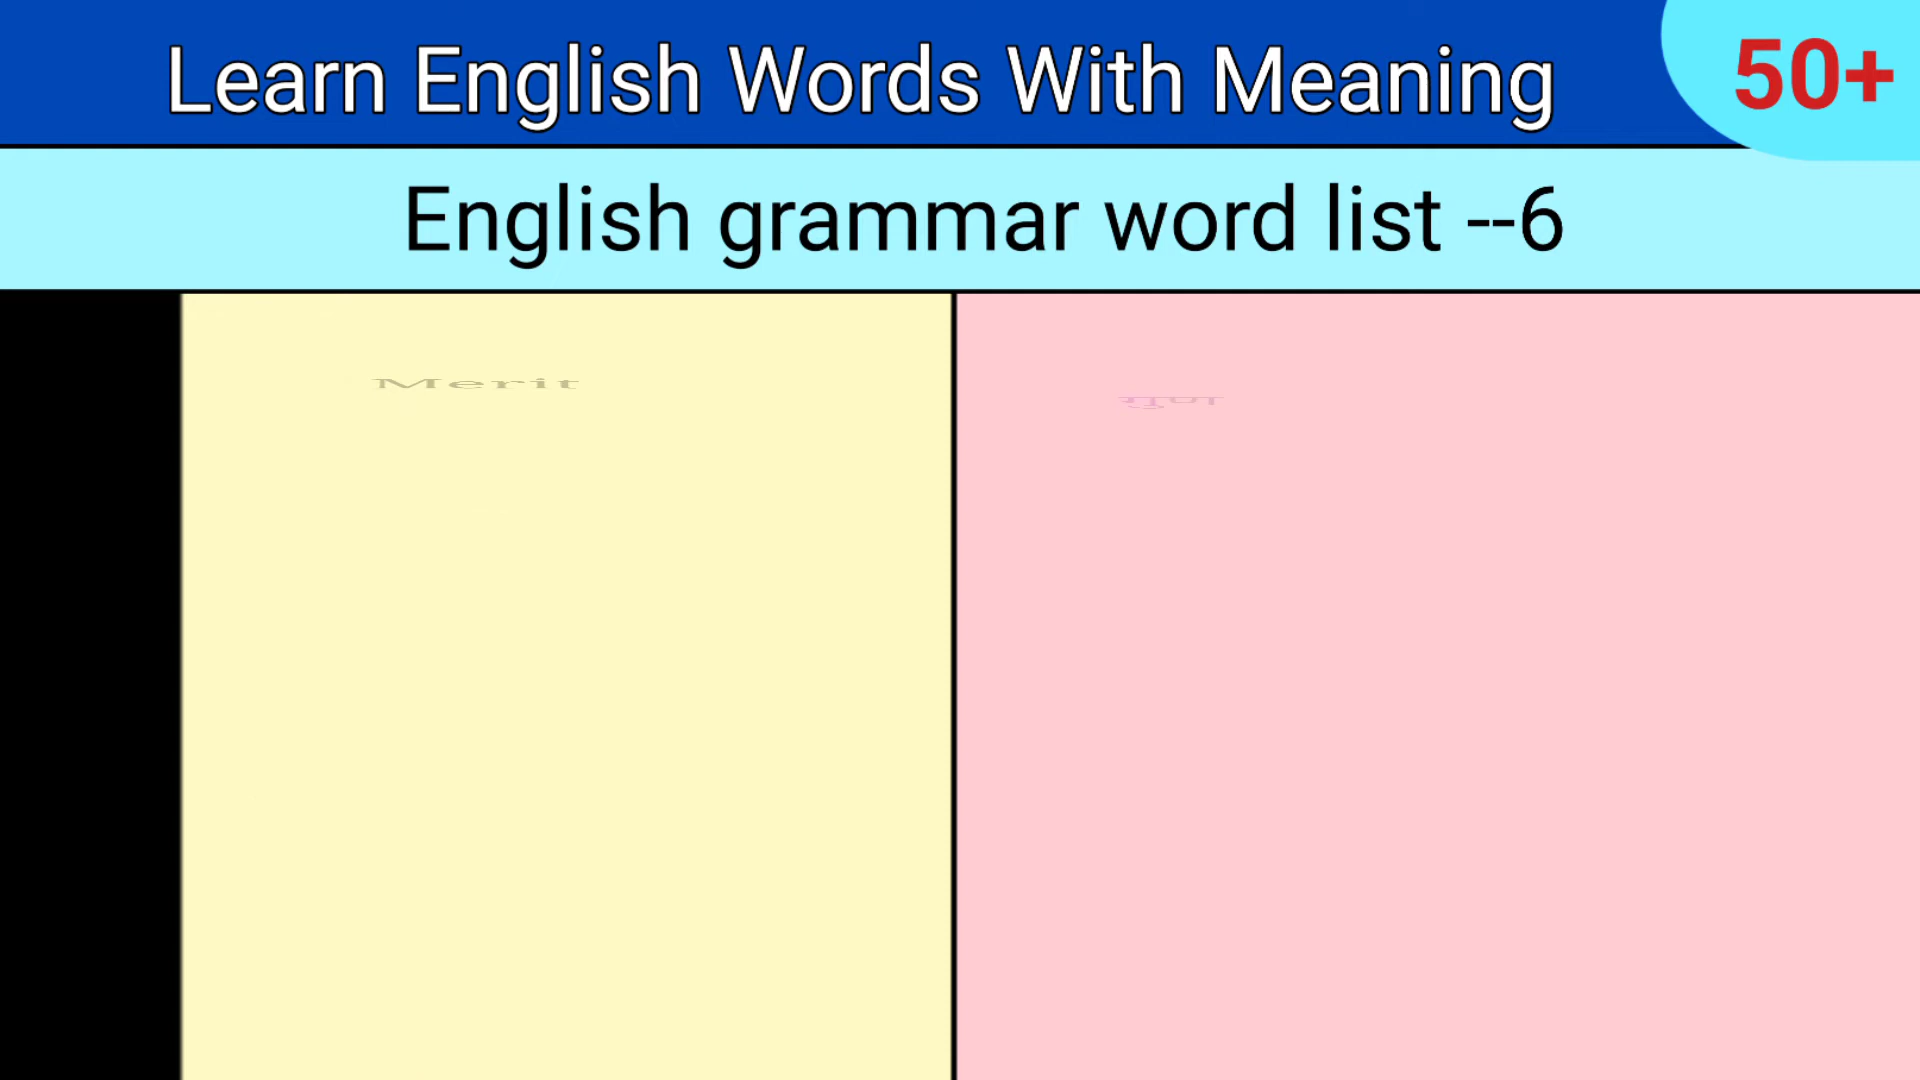 Learn English Words With Meaning
50+
English grammar word list --6
Merit
गुण